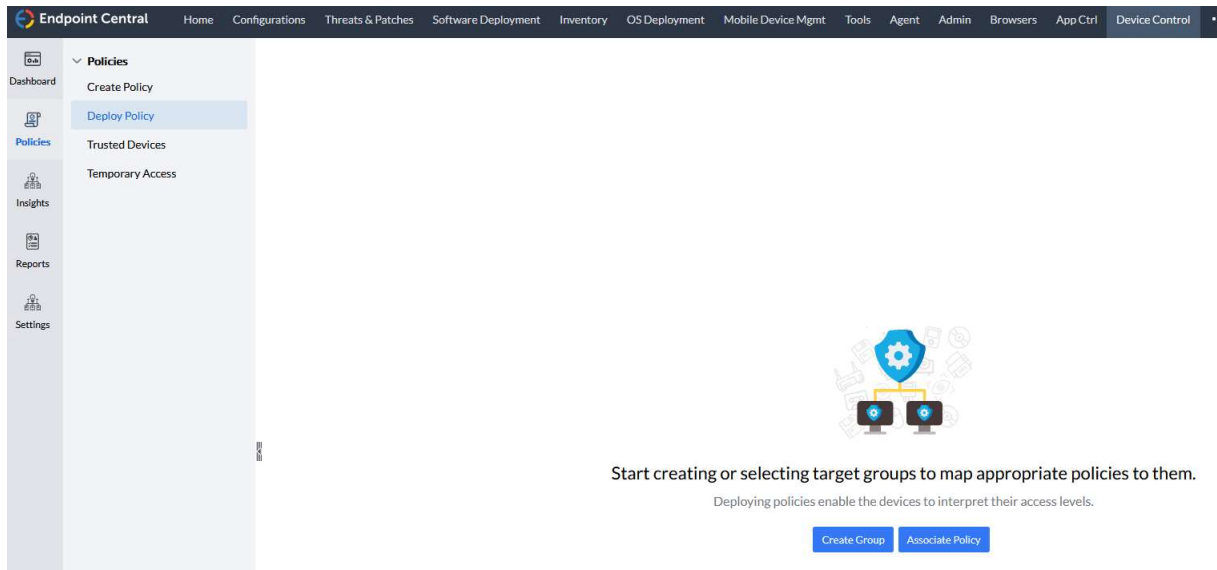 Endpoint Central Home Configurations Threats & Patches Software Deployment Inventory OS Deployment Mobile Device Mgmt Tools Agent Admin Browsers App Ctrl Device Control
Dashboard
Policies
Insights
Reports
Settings
Policies
Create Policy
Deploy Policy
Trusted Devices
Temporary Access
Start creating or selecting target groups to map appropriate policies to them.
Deploying policies enable the devices to interpret their access levels.
Create Group Associate Policy